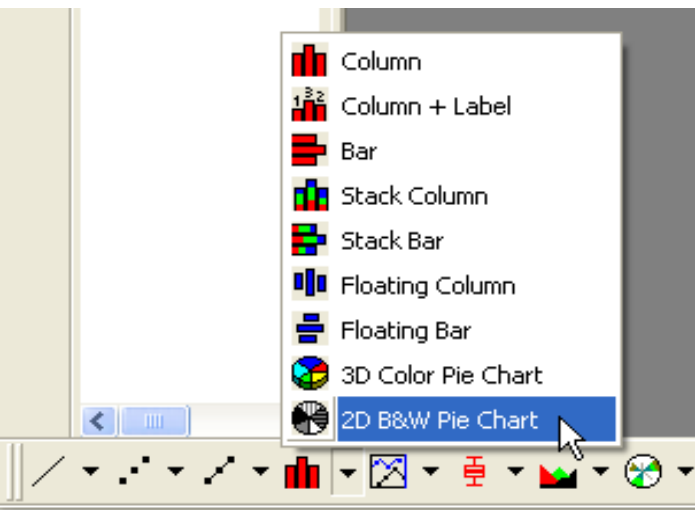 Column
132
Column + Label
Bar
Stack Column
Stack Bar
Floating Column
Floating Bar
3D Color Pie Chart
2D B&W Pie Chart